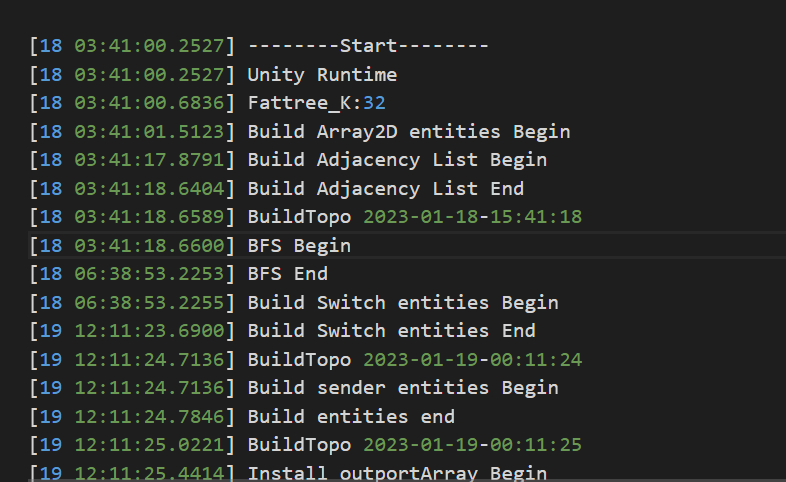 [18 03:41:00.2527] --------Start--------
[18 03:41:00.2527] Unity Runtime
[18 03:41:00.6836] Fattree_K:32
[18 03:41:01.5123] Build Array2D entities Begin
[18 03:41:17.8791] Build Adjacency List Begin
[18 03:41:18.6404] Build Adjacency List End
[18 03:41:18.6589] BuildTopo 2023-01-18-15:41:18
[18 03:41:18.6600] BFS Begin
[18 06:38:53.2253] BFS End
[18 06:38:53.2255] Build Switch entities Begin
[19 12:11:23.6900] Build Switch entities End
[19 12:11:24.7136] BuildTopo 2023-01-19-00:11:24
[19 12:11:24.7136] Build sender entities Begin
[19 12:11:24.7846] Build entities end
[19 12:11:25.0221] BuildTopo 2023-01-19-00:11:25
[19 12:11:25.4414] Install outportArray Begin